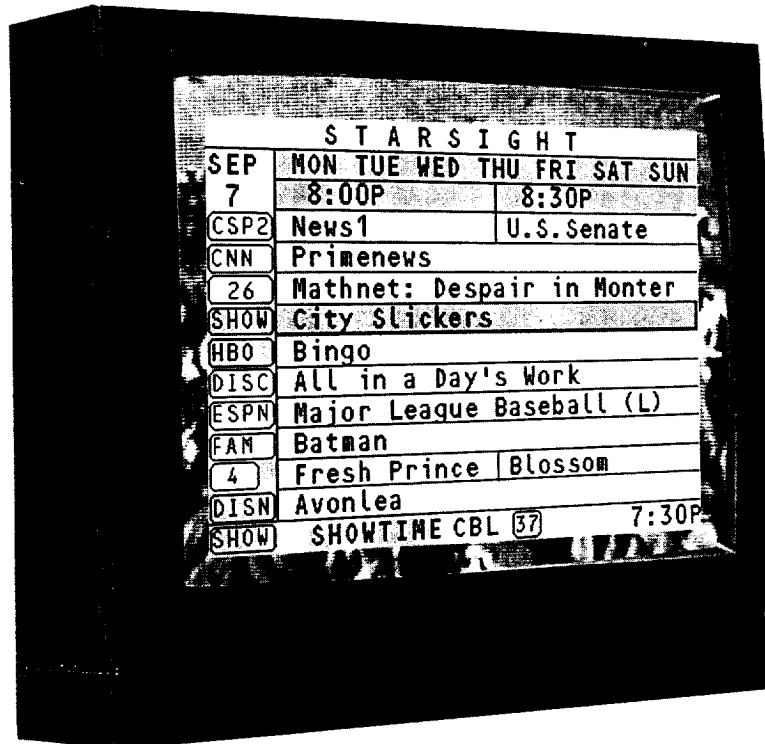 STARSIGHT
SEP MON TUE WED THU FRI SAT SUN
7 8:00P 8:30P
CSP2 News1 U.S.Senate
CNN Primenews
26 Mathnet: Despair in Monter
SHOW City Slickers
HBO Bingo
DISC All in a Day's Work
ESPN Major League Baseball (L)
FAM Batman
4 Fresh Prince Blossom
DISN Avonlea
SHOW SHOWTIME CBL 37 7:30P